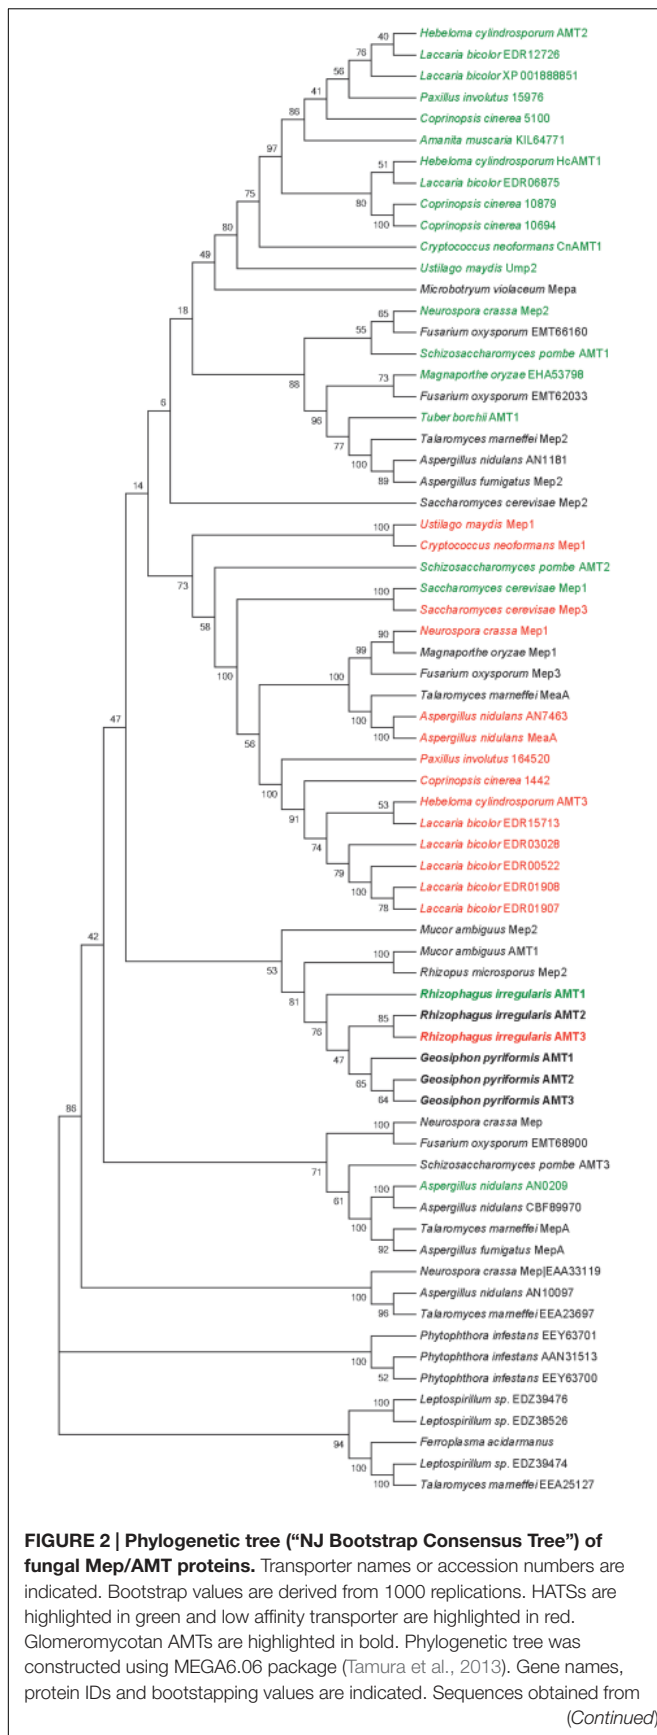 Hebeloma cylindrosporum AMT2
40
Laccaria bicolor EDR12726
76
Laccaria bicolor XP 001888851
56
Paxillus involutus 15976
41
Coprinopsis cinerea 5100
86
Amanita muscaria KIL64771
97
Hebeloma cylindrosporum HcAMT1
51
Laccaria bicolor EDR06875
75
80
Coprinopsis cinerea 10879
100
Coprinopsis cinerea 10694
80
Cryptococcus neoformans CnAMT1
49
Ustilago maydis Ump2
Microbotryum violaceum Mepa
18
Neurospora crassa Mep2
65
Fusarium oxysporum EMT66160
55
Schizosaccharomyces pombe AMT1
88
Magnaporthe oryzae EHA53798
73
Fusarium oxysporum EMT62033
6
96
Tuber borchii AMT1
77
Talaromyces marneffei Mep2
100
Aspergillus nidulans AN1181
89
Aspergillus fumigatus Mep2
14
Saccharomyces cerevisae Mep2
Ustilago maydis Mep1
100
Cryptococcus neoformans Mep1
73
Schizosaccharomyces pombe AMT2
58
Saccharomyces cerevisae Mep1
100
Saccharomyces cerevisae Mep3
Neurospora crassa Mep1
90
Magnaporthe oryzae Mep1
99
100
Fusarium oxysporum Mep3
100
Talaromyces marneffei MeaA
100
Aspergillus nidulans AN7463
47
100
Aspergillus nidulans MeaA
56
Paxillus involutus 164520
100
Coprinopsis cinerea 1442
91
Hebeloma cylindrosporum AMT3
53
Laccaria bicolor EDR15713
74
Laccaria bicolor EDR03028
79
Laccaria bicolor EDR00522
100
Laccaria bicolor EDR01908
78
Laccaria bicolor EDR01907
42
Mucor ambiguus Mep2
53
Mucor ambiguus AMT1
100
Rhizopus microsporus Mep2
81
Rhizophagus irregularis AMT1
76
Rhizophagus irregularis AMT2
85
Rhizophagus irregularis AMT3
47
Geosiphon pyriformis AMT1
65
Geosiphon pyriformis AMT2
64
Geosiphon pyriformis AMT3
86
Neurospora crassa Mep
100
Fusarium oxysporum EMT68900
71
Schizosaccharomyces pombe AMT3
61
Aspergillus nidulans AN0209
100
Aspergillus nidulans CBF89970
100
Talaromyces marneffei MepA
92
Aspergillus fumigatus MepA
Neurospora crassa Mep|EAA33119
100
Aspergillus nidulans AN10097
96
Talaromyces marneffei EEA23697
Phytophthora infestans EEY63701
100
Phytophthora infestans AAN31513
52
Phytophthora infestans EEY63700
Leptospirillum sp. EDZ39476
100
Leptospirillum sp. EDZ38526
94
Ferroplasma acidarmanus
100
Leptospirillum sp. EDZ39474
100
Talaromyces marneffei EEA25127
FIGURE 2 | Phylogenetic tree (“NJ Bootstrap Consensus Tree”) of
fungal Mep/AMT proteins. Transporter names or accession numbers are
indicated. Bootstrap values are derived from 1000 replications. HATSs are
highlighted in green and low affinity transporter are highlighted in red.
Glomeromycotan AMTs are highlighted in bold. Phylogenetic tree was
constructed using MEGA6.06 package (Tamura et al., 2013). Gene names,
protein IDs and bootstapping values are indicated. Sequences obtained from
(Continued)